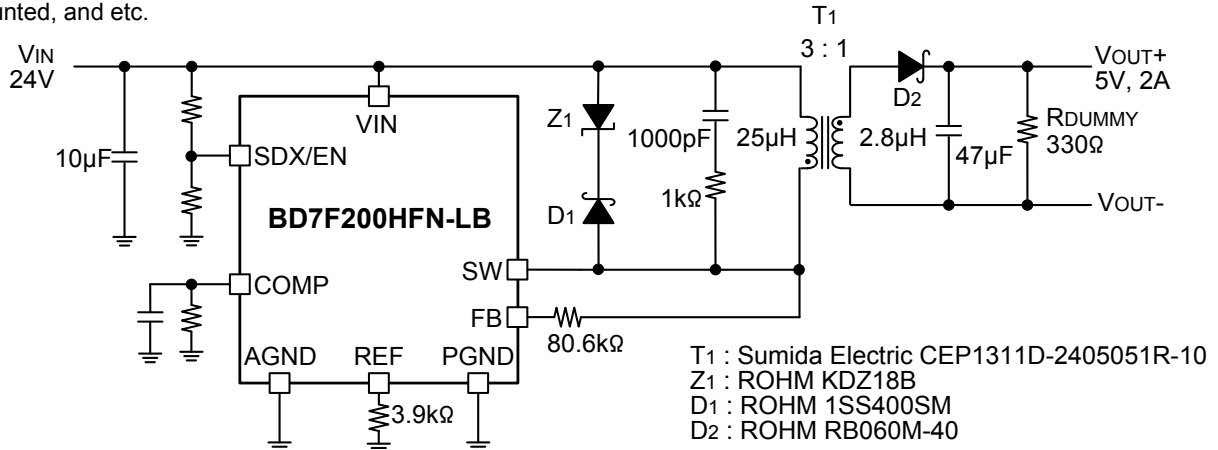 unted, and etc.
T1
3 : 1
VIN
24V
VOUT+
5V, 2A
D2
VIN
Z1
1000pF
25µH
2.8µH
47µF
RDUMMY
330Ω
10µF
SDX/EN
1kΩ
D1
VOUT-
BD7F200HFN-LB
SW
COMP
FB
80.6kΩ
AGND
REF
PGND
3.9kΩ
T1 : Sumida Electric CEP1311D-2405051R-10
Z1 : ROHM KDZ18B
D1 : ROHM 1SS400SM
D2 : ROHM RB060M-40